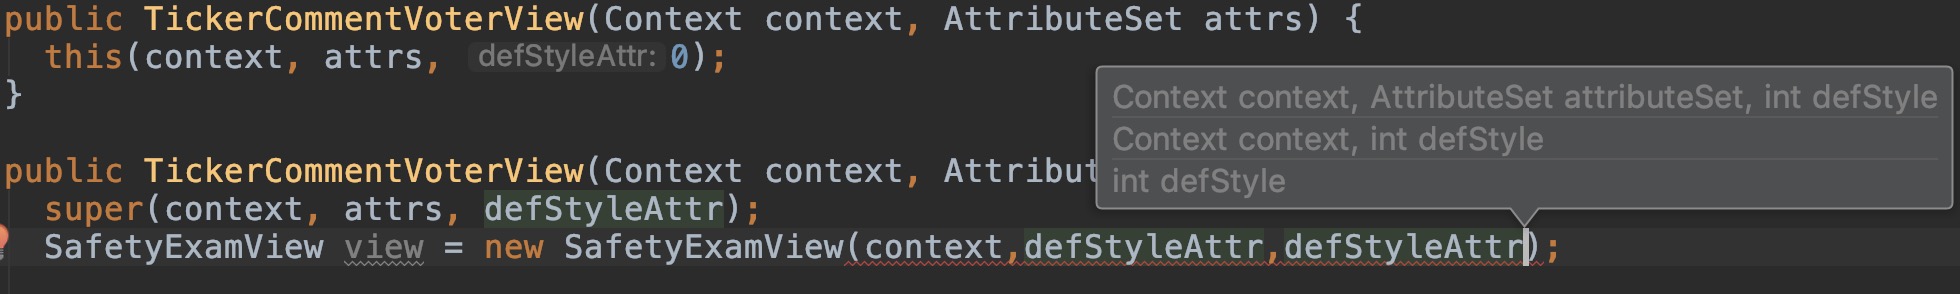 public TickerCommentVoterView(Context context, AttributeSet attrs) {
this(context, attrs, defStyleAttr: 0);
}
Context context, AttributeSet attributeSet, int defStyle
Context context, int defStyle
int defStyle
public TickerCommentVoterView(Context context, Attribut
super(context, attrs, defStyleAttr);
SafetyExamView view = new SafetyExamView(context,defStyleAttr,defStyleAttr);